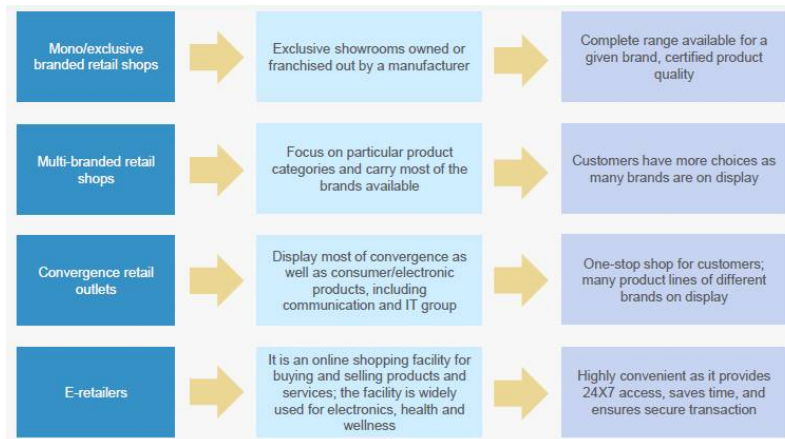 Mono/exclusive
branded retail shops
Exclusive showrooms owned or
franchised out by a manufacturer
Complete range available for a
given brand, certified product
quality
Multi-branded retail
shops
Focus on particular product
categories and carry most of the
brands available
Customers have more choices as
many brands are on display
Convergence retail
outlets
Display most of convergence as
well as consumer/electronic
products, including
communication and IT group
One-stop shop for customers;
many product lines of different
brands on display
E-retailers
It is an online shopping facility for
buying and selling products and
services; the facility is widely
used for electronics, health and
wellness
Highly convenient as it provides
24X7 access, saves time, and
ensures secure transaction